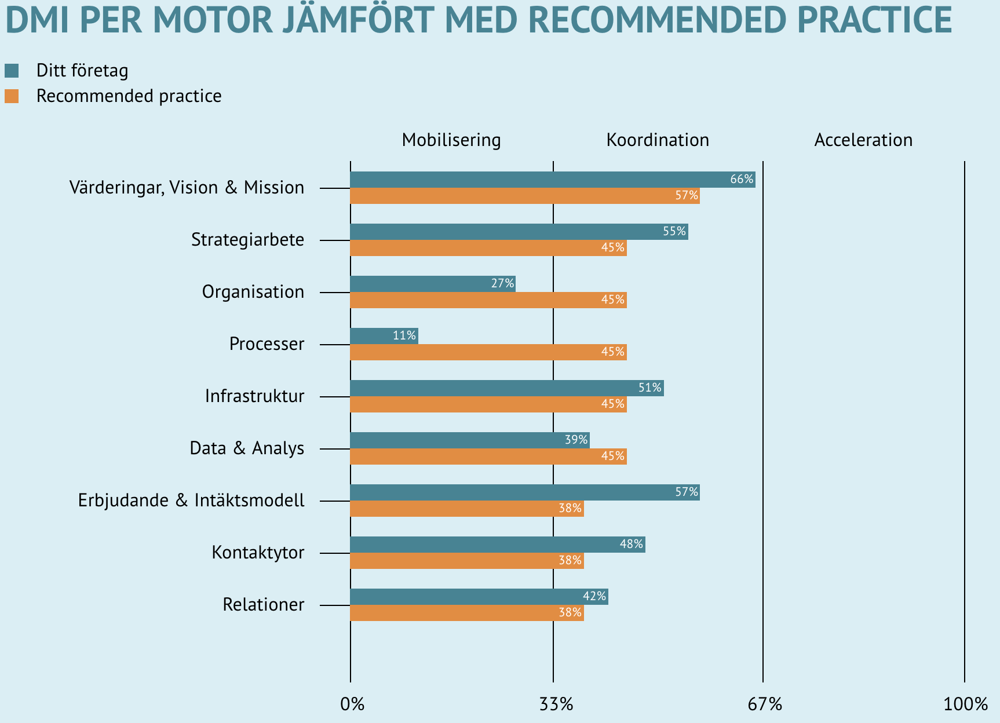 DMI PER MOTOR JÄMFÖRT MED RECOMMENDED PRACTICE
Ditt företag
Recommended practice
Mobilisering Koordination Acceleration
Värderingar, Vision & Mission 66%
57%
Strategiarbete 55%
45%
Organisation 27%
45%
Processer 11%
45%
Infrastruktur 51%
45%
Data & Analys 39%
45%
Erbjudande & Intäktsmodell 57%
38%
Kontaktytor 48%
38%
Relationer 42%
38%
0% 33% 67% 100%